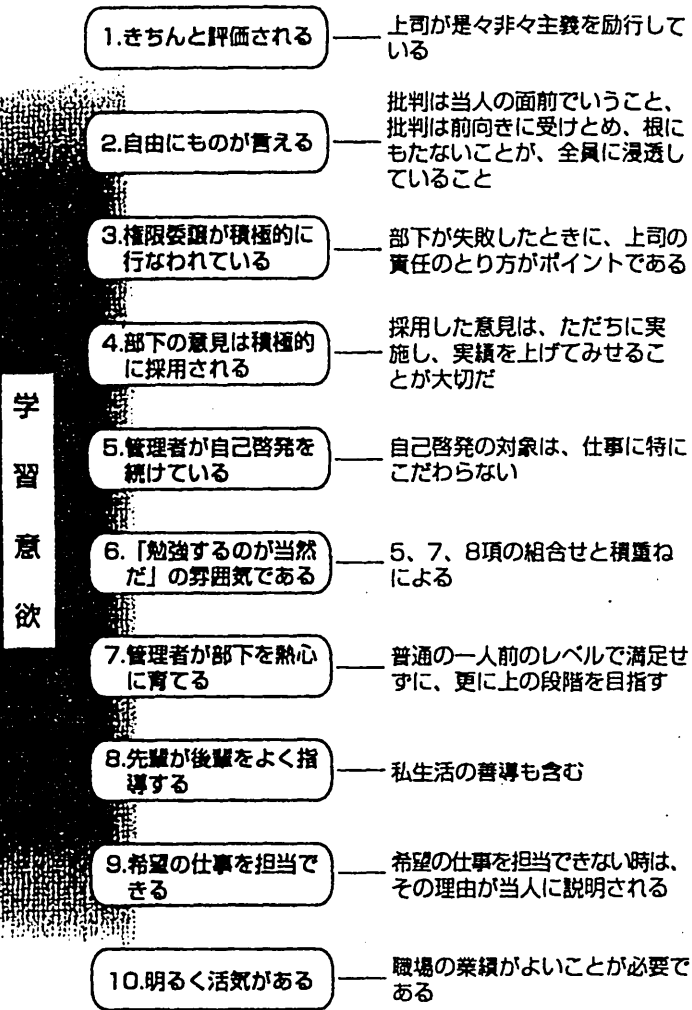 学習意欲
1.きちんと評価される
上司が是々非々主義を励行して
いる
2.自由にものが言える
批判は当人の面前でいうこと、
批判は前向きに受けとめ、根に
もたないことが、全員に浸透し
ていること
3.権限委譲が積極的に
行なわれている
部下が失敗したときに、上司の
責任のとり方がポイントである
4.部下の意見は積極的
に採用される
採用した意見は、ただちに実
施し、実績を上げてみせるこ
とが大切だ
5.管理者が自己啓発を
続けている
自己啓発の対象は、仕事に特に
こだわらない
6.「勉強するのが当然
だ」の雰囲気である
5、7、8項の組合せと積重ね
による
7.管理者が部下を熱心
に育てる
普通の一人前のレベルで満足せ
ずに、更に上の段階を目指す
8.先輩が後輩をよく指
導する
私生活の善導も含む
9.希望の仕事を担当で
きる
希望の仕事を担当できない時は、
その理由が当人に説明される
10.明るく活気がある
職場の業績がよいことが必要で
ある